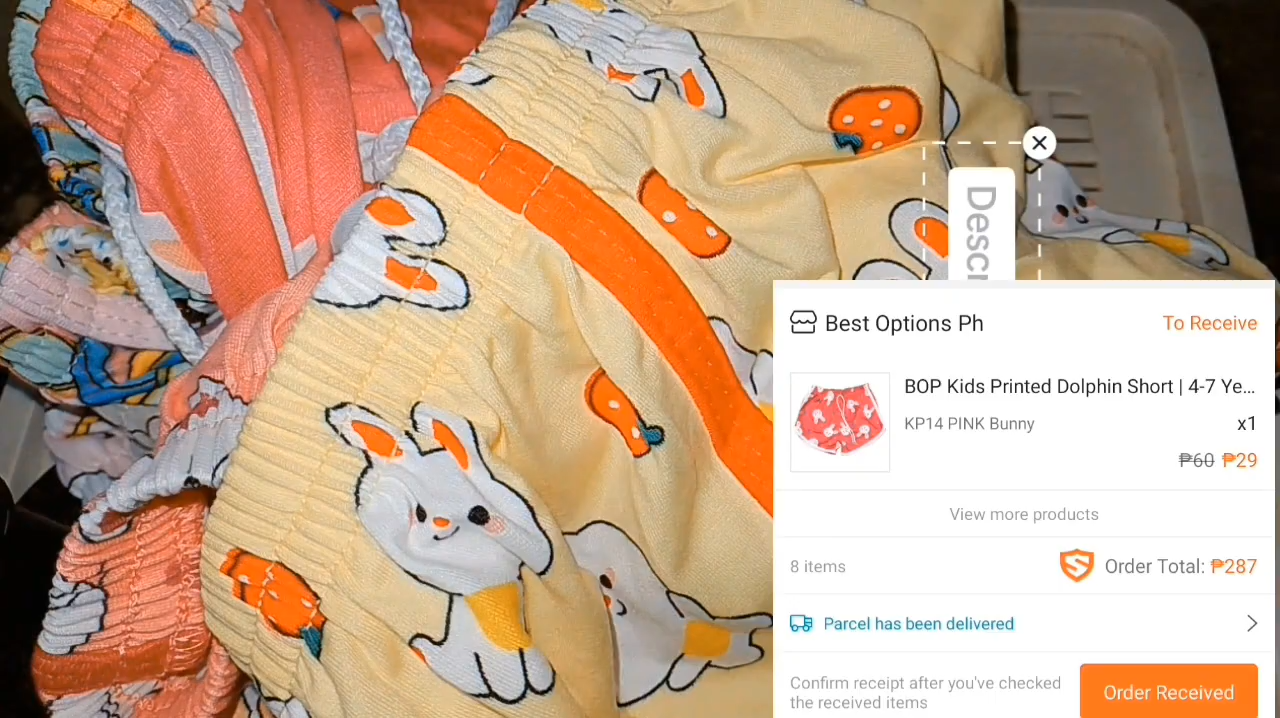 Descr
Best Options Ph
To Receive
BOP Kids Printed Dolphin Short | 4-7 Ye...
KP14 PINK Bunny
x1
₱60 ₱29
View more products
8 items
Order Total: ₱287
Parcel has been delivered
Confirm receipt after you've checked
the received items
Order Received